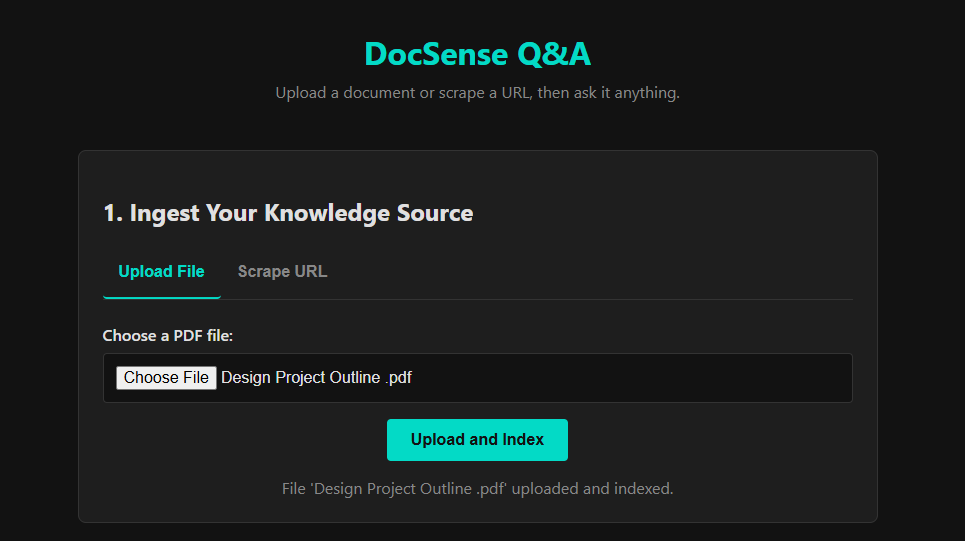 DocSense Q&A
Upload a document or scrape a URL, then ask it anything.
1. Ingest Your Knowledge Source
Upload File Scrape URL
Choose a PDF file:
Choose File Design Project Outline .pdf
Upload and Index
File 'Design Project Outline .pdf' uploaded and indexed.